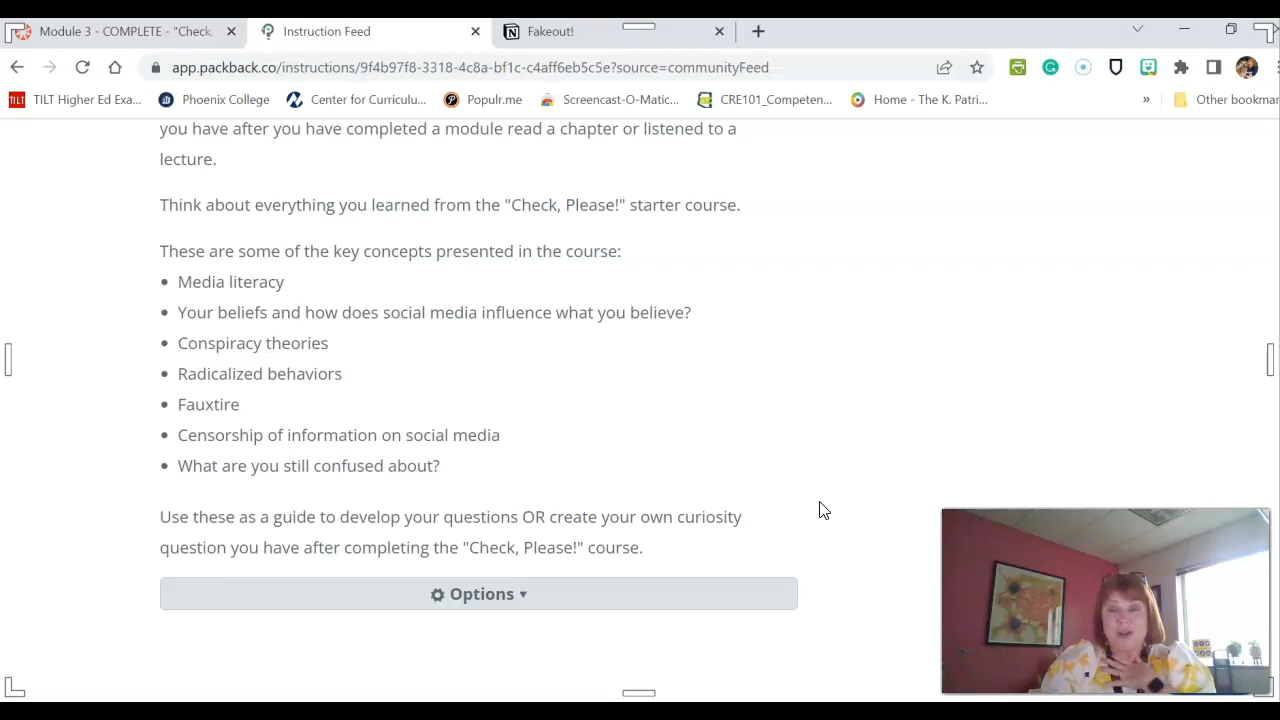 Module 3 - COMPLETE - "Check,
Instruction Feed
Fakeout!
app.packback.co/instructions/9f4b97f8-3318-4c8a-bf1c-c4aff6eb5c5e?source=communityFeed
TILT TILT Higher Ed Exa...
Phoenix College
Center for Curriculu...
Populr.me
Screencast-O-Matic...
CRE101_Competen...
Home - The K. Patri...
» Other bookmar
you have after you have completed a module read a chapter or listened to a
lecture.
Think about everything you learned from the "Check, Please!" starter course.
These are some of the key concepts presented in the course:
• Media literacy
• Your beliefs and how does social media influence what you believe?
• Conspiracy theories
• Radicalized behaviors
• Fauxtire
• Censorship of information on social media
• What are you still confused about?
Use these as a guide to develop your questions OR create your own curiosity
question you have after completing the "Check, Please!" course.
Options ▾